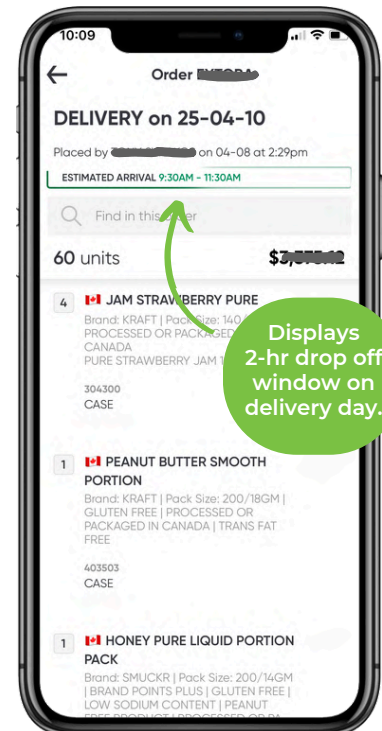 10:09
Order
DELIVERY on 25-04-10
Placed by on 04-08 at 2:29pm
ESTIMATED ARRIVAL 9:30AM - 11:30AM
Find in this
60 units
4 JAM STRAWBERRY PURE
Brand: KRAFT | Pack Size: 140/
PROCESSED OR PACKAGED
CANADA
PURE STRAWBERRY JAM
304300
CASE
Displays
2-hr drop off
window on
delivery day.
1 PEANUT BUTTER SMOOTH
PORTION
Brand: KRAFT | Pack Size: 200/18GM |
GLUTEN FREE | PROCESSED OR
PACKAGED IN CANADA | TRANS FAT
FREE
403503
CASE
1 HONEY PURE LIQUID PORTION
PACK
Brand: SMUCKR | Pack Size: 200/14GM
| BRAND POINTS PLUS | GLUTEN FREE |
LOW SODIUM CONTENT | PEANUT
FREE PRODUCT | PROCESSED OR